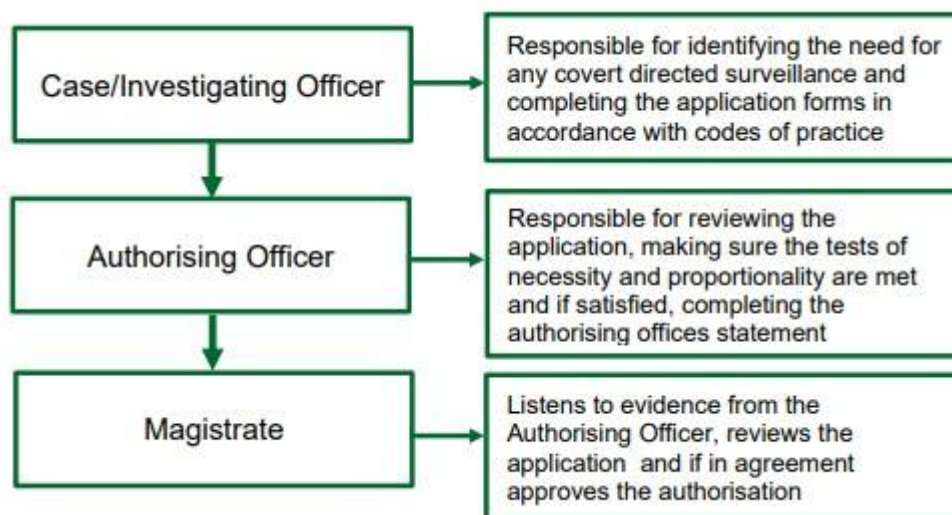 Case/Investigating Officer
Responsible for identifying the need for
any covert directed surveillance and
completing the application forms in
accordance with codes of practice
Authorising Officer
Responsible for reviewing the
application, making sure the tests of
necessity and proportionality are met
and if satisfied, completing the
authorising offices statement
Magistrate
Listens to evidence from the
Authorising Officer, reviews the
application and if in agreement
approves the authorisation